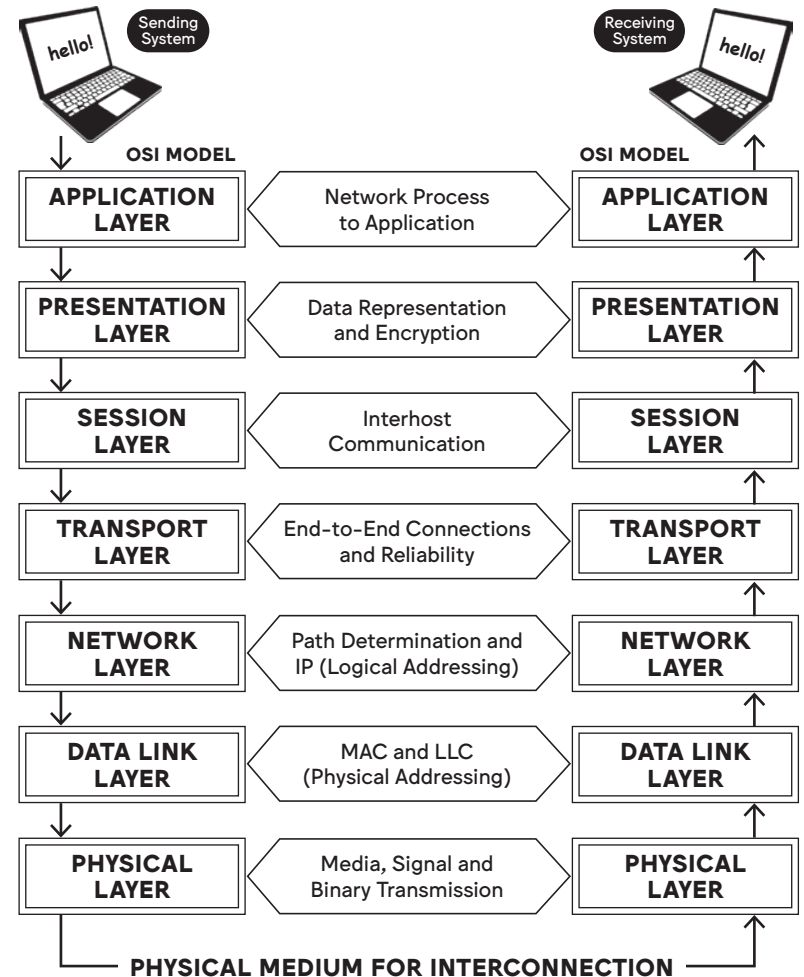 Sending
System
hello!
Receiving
System
hello!
OSI MODEL
OSI MODEL
APPLICATION
LAYER
Network Process
to Application
APPLICATION
LAYER
PRESENTATION
LAYER
Data Representation
and Encryption
PRESENTATION
LAYER
SESSION
LAYER
Interhost
Communication
SESSION
LAYER
TRANSPORT
LAYER
End-to-End Connections
and Reliability
TRANSPORT
LAYER
NETWORK
LAYER
Path Determination and
IP (Logical Addressing)
NETWORK
LAYER
DATA LINK
LAYER
MAC and LLC
(Physical Addressing)
DATA LINK
LAYER
PHYSICAL
LAYER
Media, Signal and
Binary Transmission
PHYSICAL
LAYER
PHYSICAL MEDIUM FOR INTERCONNECTION